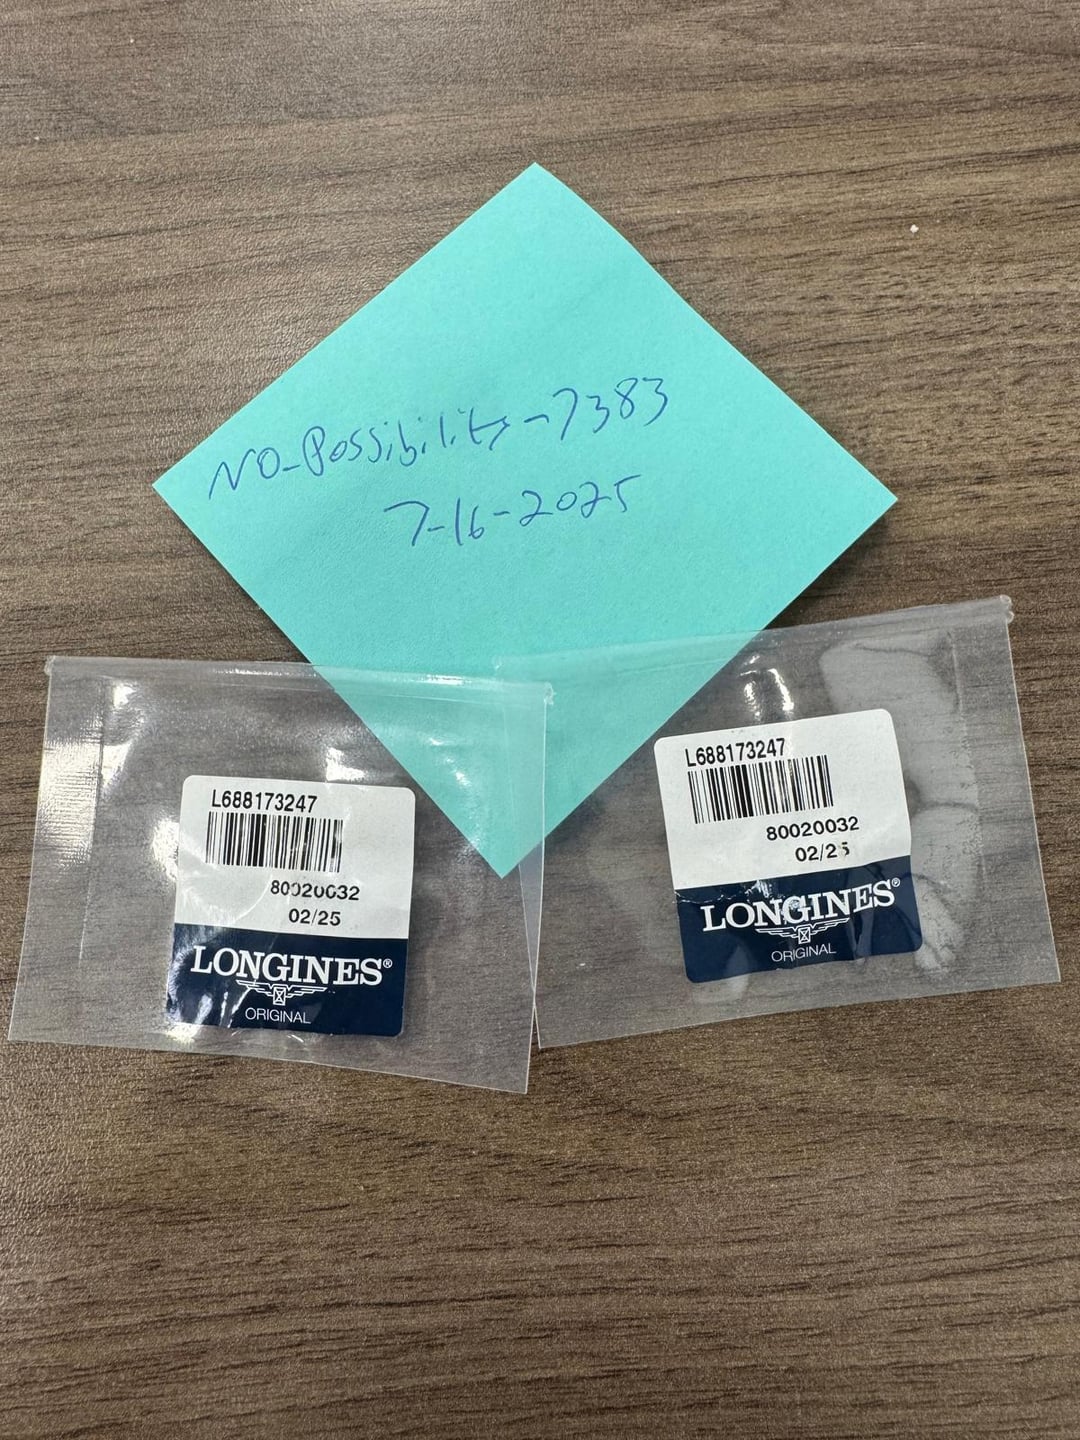 NO-Possibility-7383
7-16-2025
L688173247
80020032
02/25
LONGINES®
ORIGINAL
L688173247
80020032
02/25
LONGINES®
ORIGINAL